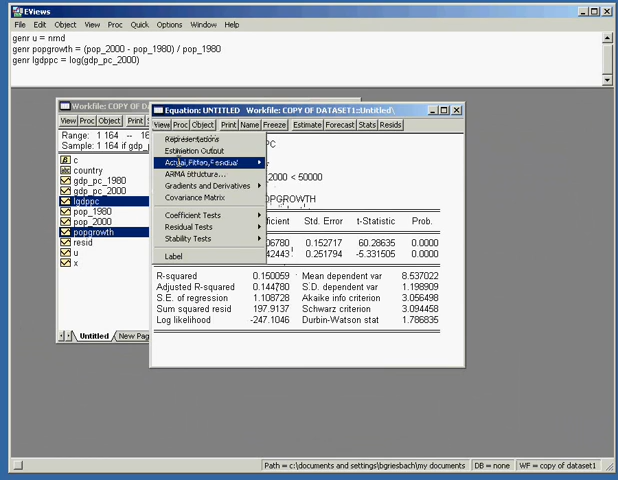 EViews
File Edit Object View Proc Quick Options Window Help
genr u = nrnd
genr popgrowth = (pop_2000 - pop_1980) / pop_1980
genr lgdppc = log(gdp_pc_2000)
Workfile: COPY OF DA
View Proc Object Print
Range: 1 164 -- 16
Sample: 1 164 if gdp_
c
country
gdp_pc_1980
gdp_pc_2000
lgdppc
pop_1980
pop_2000
popgrowth
resid
u
x
Untitled New Pag
Equation: UNTITLED Workfile: COPY OF DATASET1::Untitled\
View Proc Object Print Name Freeze Estimate Forecast Stats Resids
Representations
Estimation Output
Actual,Fitted,Residual
ARMA Structure...
Gradients and Derivatives
Covariance Matrix
Coefficient Tests
Residual Tests
Stability Tests
Label
PC
2000 < 50000
OPGROWTH
icient Std. Error t-Statistic Prob.
06780 0.152717 60.28635 0.0000
42443 0.251794 -5.331505 0.0000
R-squared 0.150059 Mean dependent var 8.537022
Adjusted R-squared 0.144780 S.D. dependent var 1.198909
S.E. of regression 1.108728 Akaike info criterion 3.056498
Sum squared resid 197.9137 Schwarz criterion 3.094458
Log likelihood -247.1046 Durbin-Watson stat 1.786835
Path = c:\documents and settings\bgriesbach\my documents DB = none WF = copy of dataset1